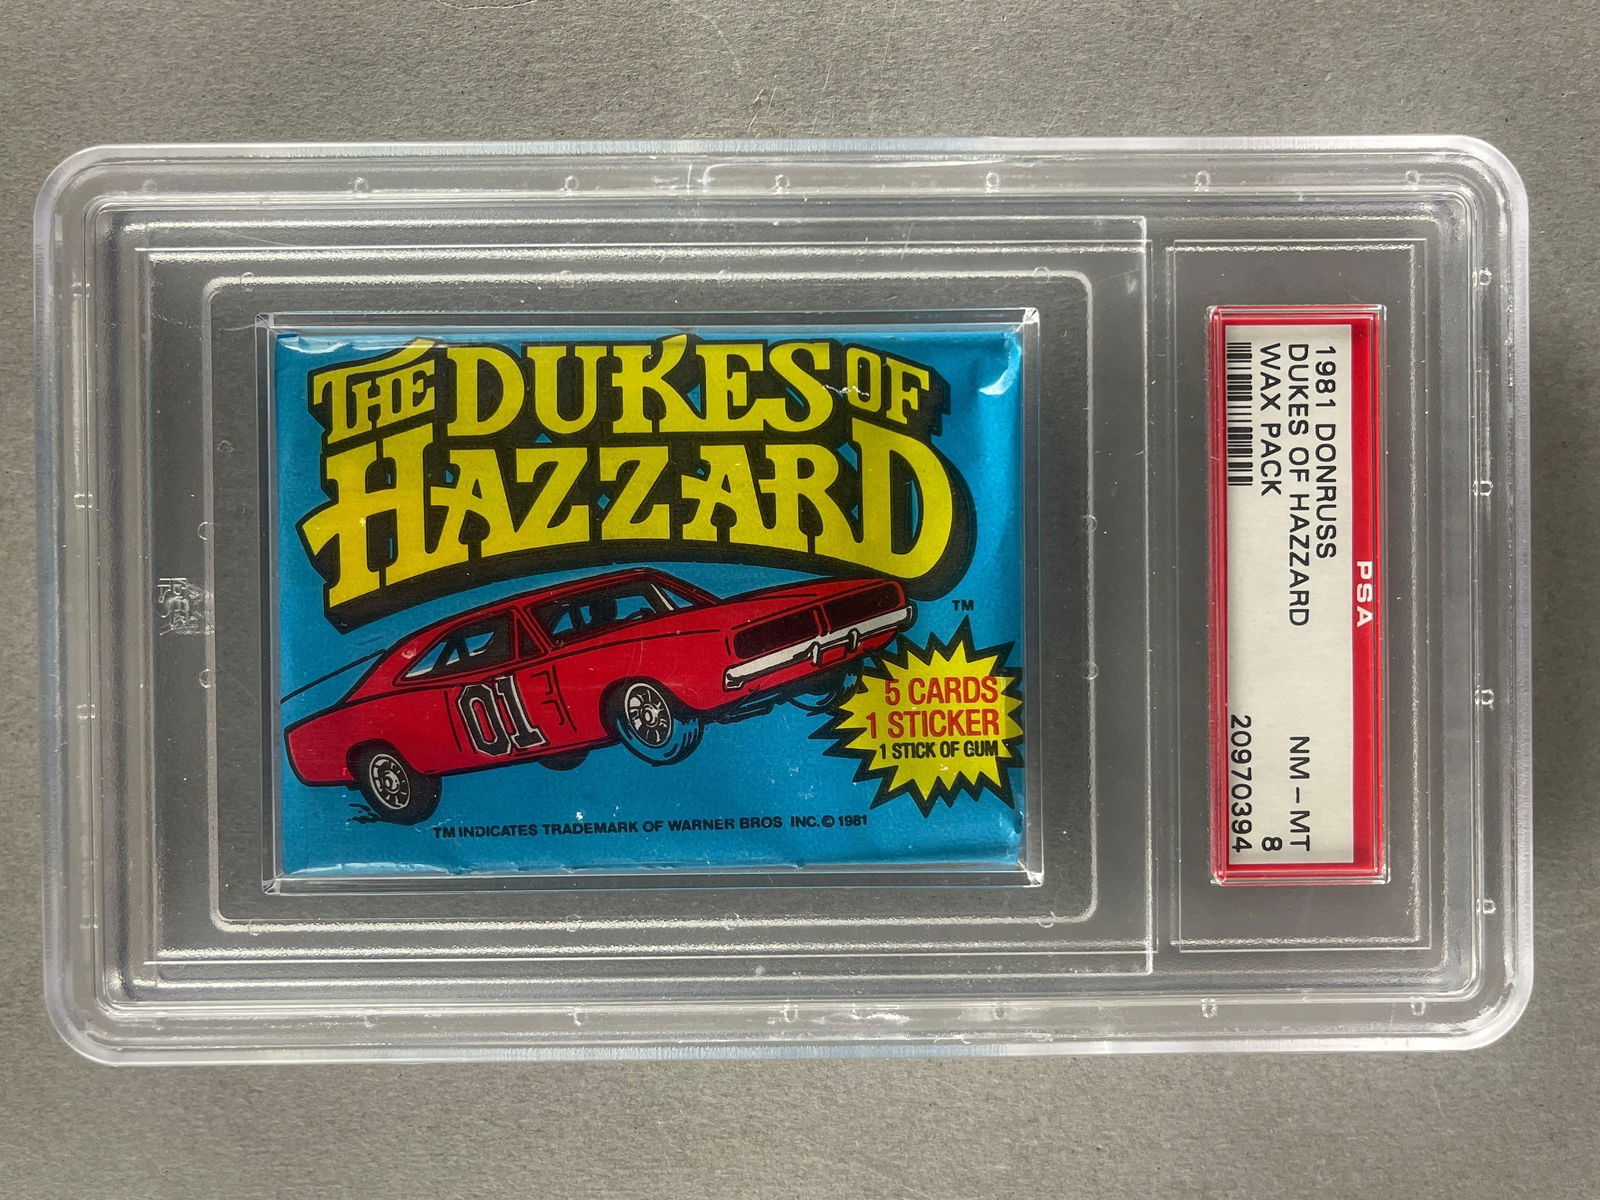 THE DUKES OF
HAZZARD
TM
01
5 CARDS
1 STICKER
1 STICK OF GUM
TM INDICATES TRADEMARK OF WARNER BROS INC. © 1981
PSA
1981 DONRUSS
DUKES OF HAZZARD NM-MT
WAX PACK 8
20970394